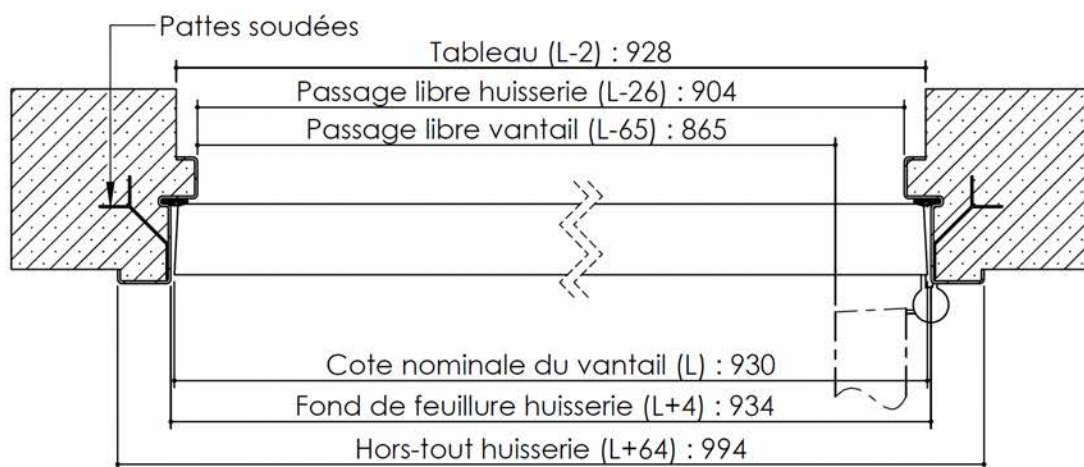 Pattes soudées
Tableau (L-2) : 928
Passage libre huisserie (L-26) : 904
Passage libre vantail (L-65) : 865
Cote nominale du vantail (L) : 930
Fond de feuillure huisserie (L+4) : 934
Hors-tout huisserie (L+64) : 994